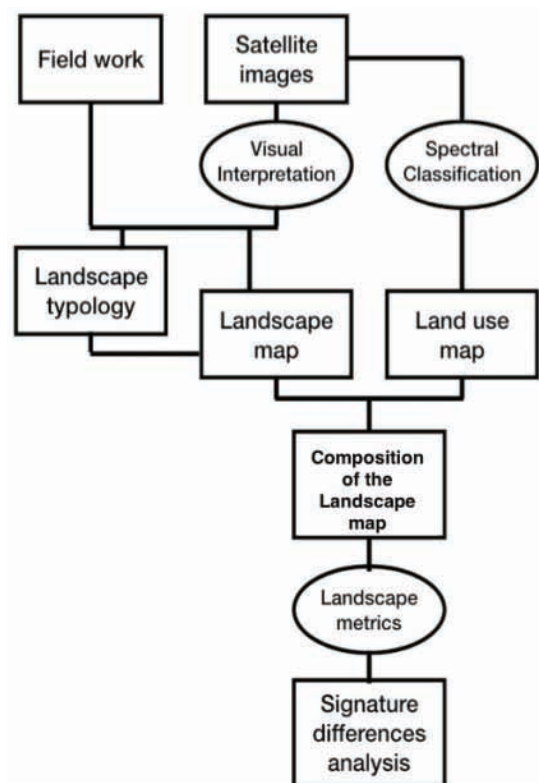 Field work
Satellite
images
Visual
Interpretation
Spectral
Classification
Landscape
typology
Landscape
map
Land use
map
Composition
of the
Landscape
map
Landscape
metrics
Signature
differences
analysis